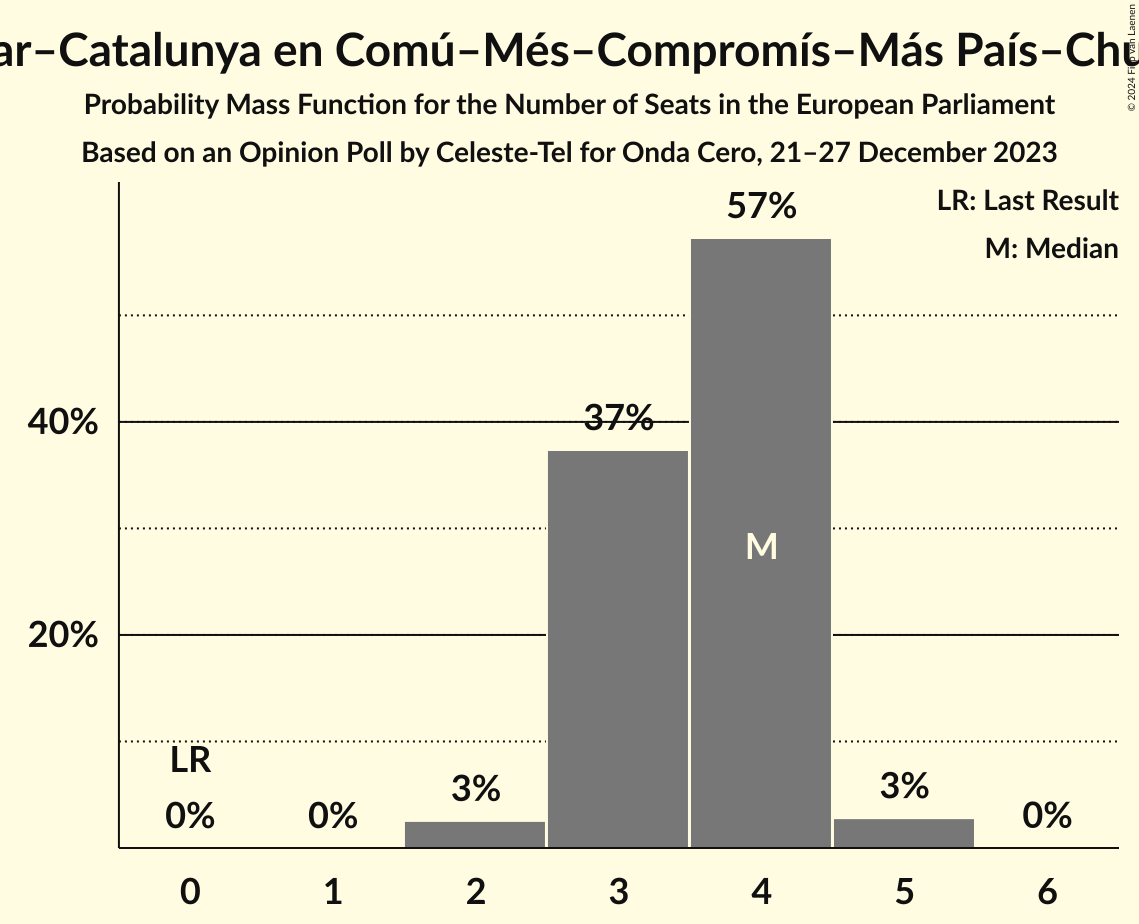 ar–Catalunya en Comú–Més–Compromís–Más País–Chu
© 2024 Filip van Laenen
Probability Mass Function for the Number of Seats in the European Parliament
Based on an Opinion Poll by Celeste-Tel for Onda Cero, 21–27 December 2023
LR: Last Result
M: Median
57%
40%
37%
M
20%
LR
0%
0%
3%
3%
0%
0 1 2 3 4 5 6